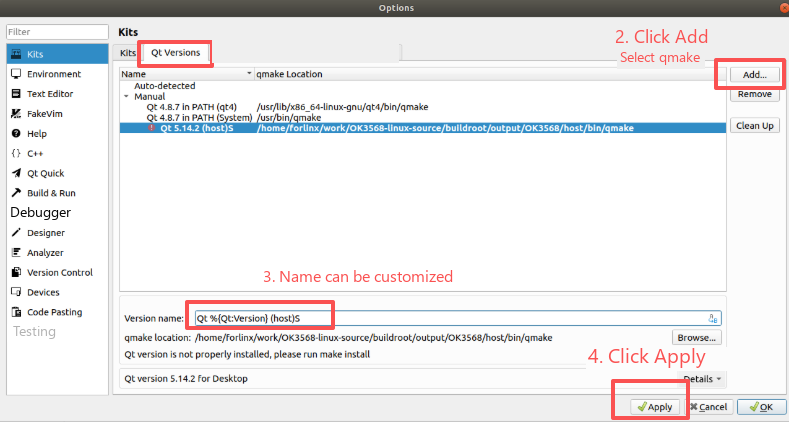 Options
Filter
Kits
Environment
Text Editor
FakeVim
Help
{} C++
Qt Quick
Build & Run
Debugger
Designer
Analyzer
Version Control
Devices
Code Pasting
Testing
Kits
Kits Qt Versions
2. Click Add
Select qmake
Name qmake Location
Auto-detected
Manual
Qt 4.8.7 in PATH (qt4) /usr/lib/x86_64-linux-gnu/qt4/bin/qmake
Qt 4.8.7 in PATH (System) /usr/bin/qmake
Qt 5.14.2 (host)S /home/forlinx/work/OK3568-linux-source/buildroot/output/OK3568/host/bin/qmake
Add...
Remove
Clean Up
3. Name can be customized
Version name: Qt %{Qt:Version} (host)S
qmake location: /home/forlinx/work/OK3568-linux-source/buildroot/output/OK3568/host/bin/qmake Browse...
Qt version is not properly installed, please run make install
4. Click Apply
Qt version 5.14.2 for Desktop Details
Apply Cancel OK